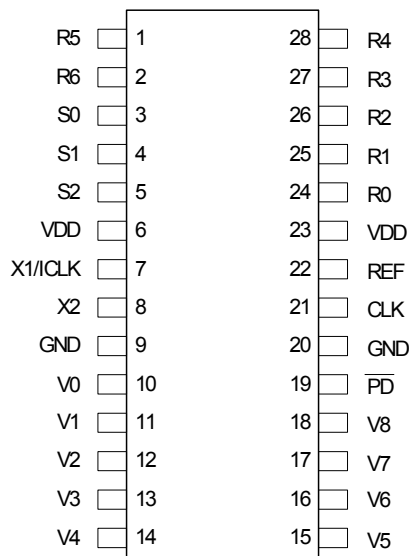 R5 1 28 R4
R6 2 27 R3
S0 3 26 R2
S1 4 25 R1
S2 5 24 R0
VDD 6 23 VDD
X1/ICLK 7 22 REF
X2 8 21 CLK
GND 9 20 GND
V0 10 19 P̅D̅
V1 11 18 V8
V2 12 17 V7
V3 13 16 V6
V4 14 15 V5